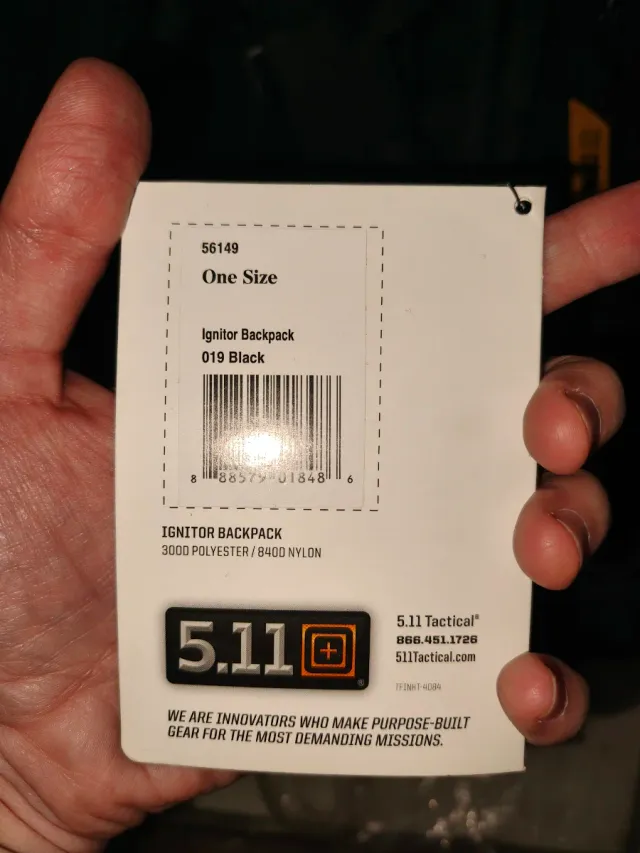 56149
One Size
Ignitor Backpack
019 Black
8 88579 01848 6
IGNITOR BACKPACK
300D POLYESTER / 840D NYLON
5.11®
5.11 Tactical®
866.451.1726
511Tactical.com
TFINHT-4084
WE ARE INNOVATORS WHO MAKE PURPOSE-BUILT
GEAR FOR THE MOST DEMANDING MISSIONS.